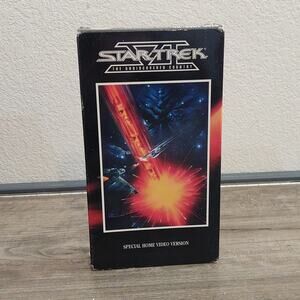 STAR TREK
VI
THE UNDISCOVERED COUNTRY
SPECIAL HOME VIDEO VERSION